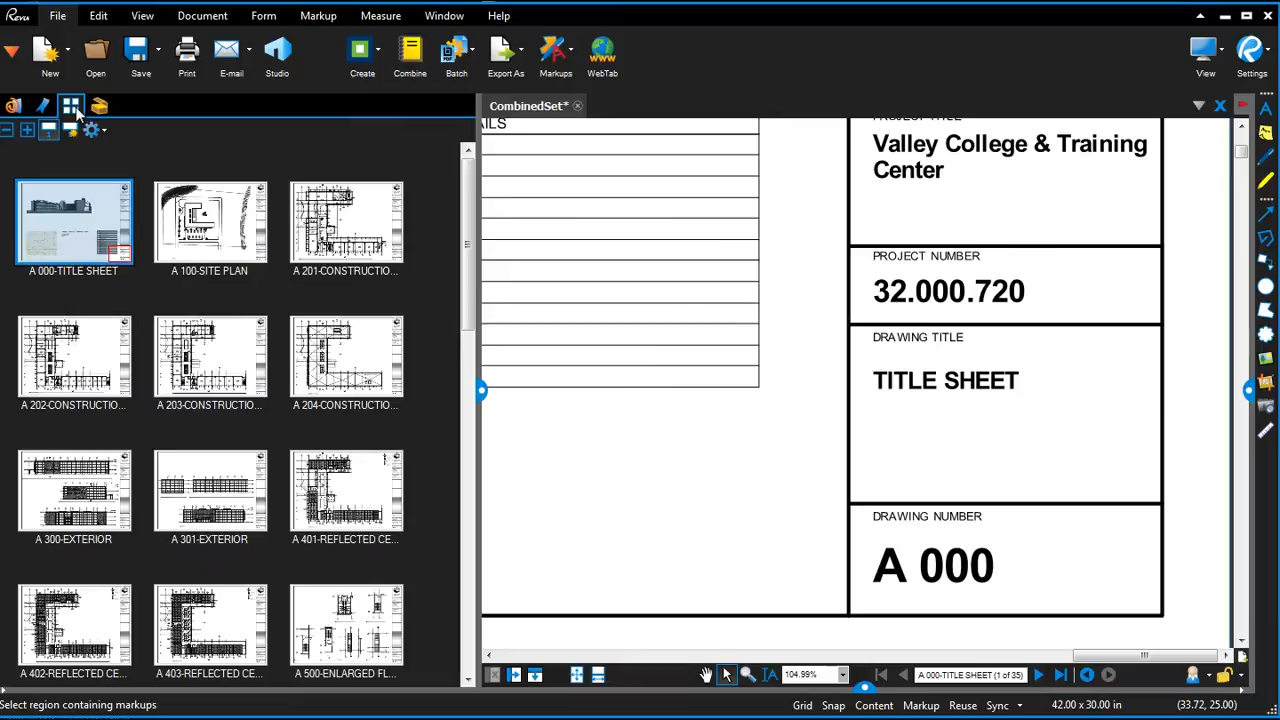 Revu File Edit View Document Form Markup Measure Window Help
New Open Save Print E-mail Studio Create Combine Batch Export As Markups WebTab View Settings
CombinedSet*
A 000-TITLE SHEET A 100-SITE PLAN A 201-CONSTRUCTIO...
A 202-CONSTRUCTIO... A 203-CONSTRUCTIO... A 204-CONSTRUCTIO...
A 300-EXTERIOR A 301-EXTERIOR A 401-REFLECTED CE...
A 402-REFLECTED CE... A 403-REFLECTED CE... A 500-ENLARGED FL...
AILS
PROJECT TITLE
Valley College & Training
Center
PROJECT NUMBER
32.000.720
DRAWING TITLE
TITLE SHEET
DRAWING NUMBER
A 000
104.99% A 000-TITLE SHEET (1 of 35)
Select region containing markups Grid Snap Content Markup Reuse Sync 42.00 x 30.00 in (33.72, 25.00)